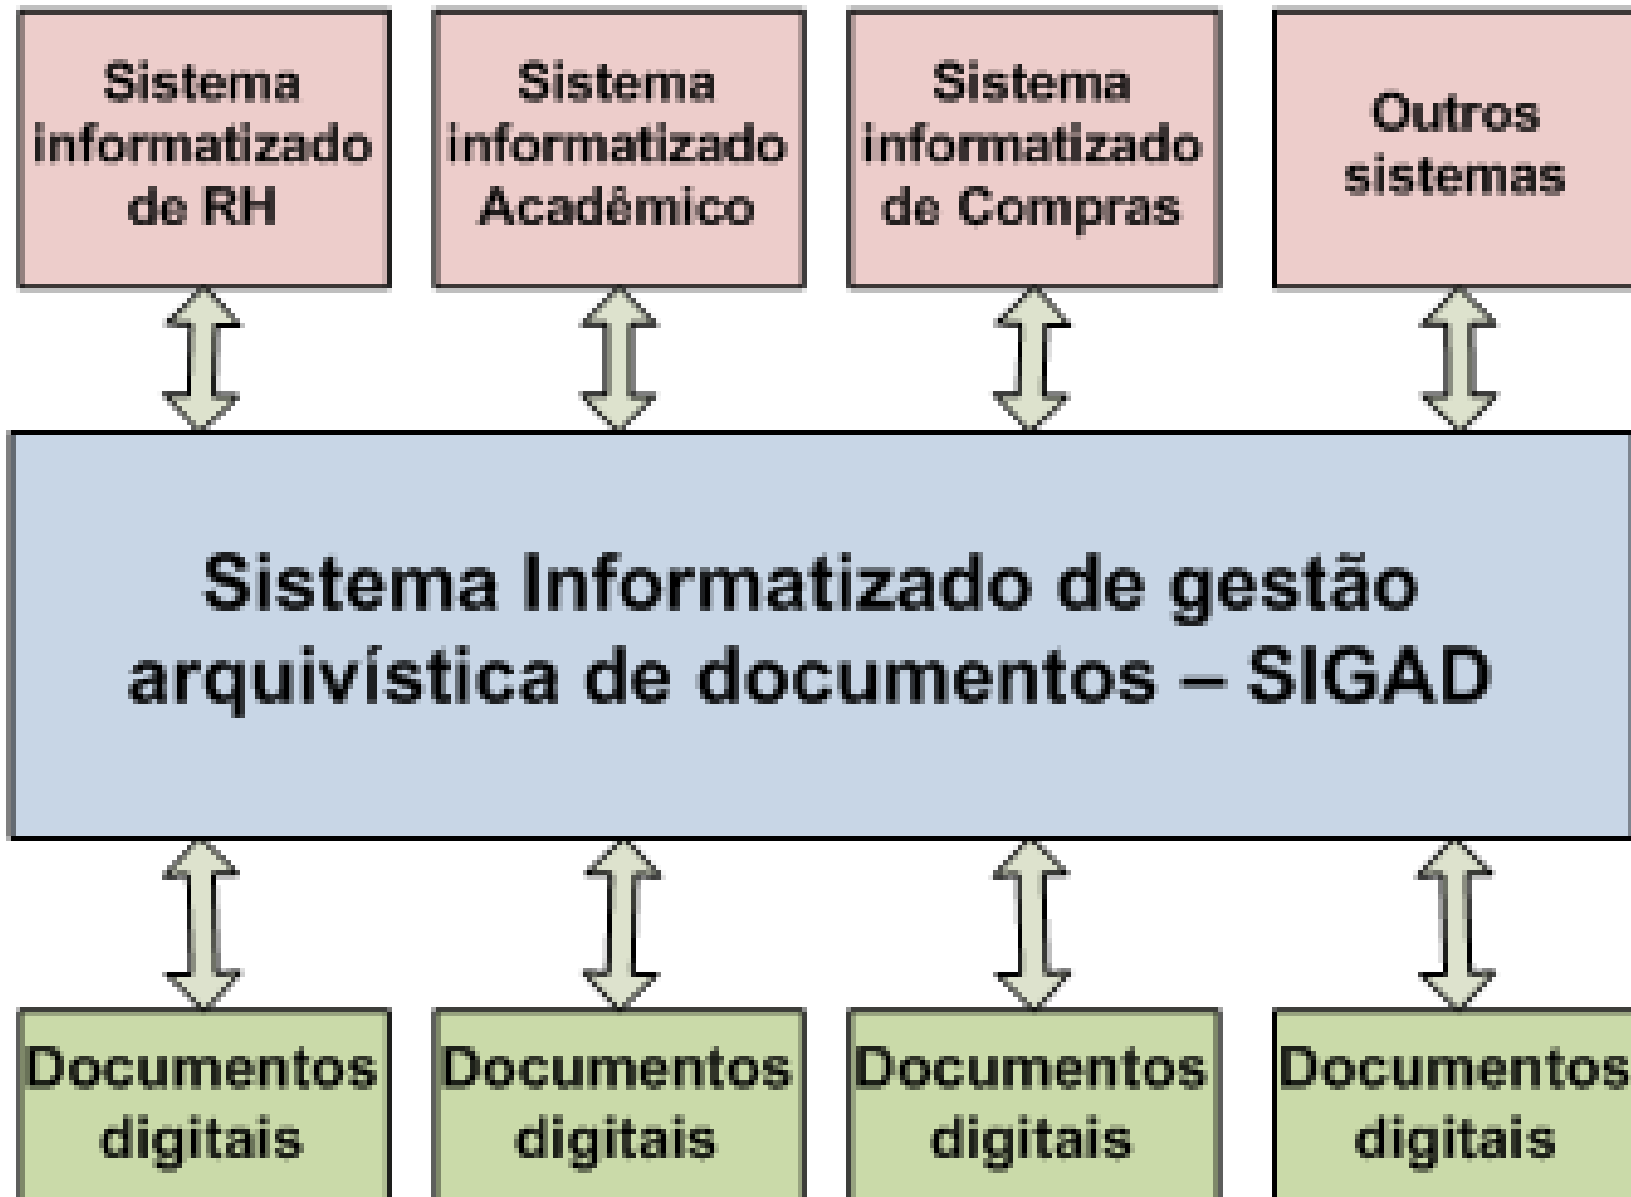 Sistema
informatizado
de RH
Sistema
informatizado
Acadêmico
Sistema
informatizado
de Compras
Outros
sistemas
Sistema Informatizado de gestão
arquivística de documentos – SIGAD
Documentos
digitais
Documentos
digitais
Documentos
digitais
Documentos
digitais